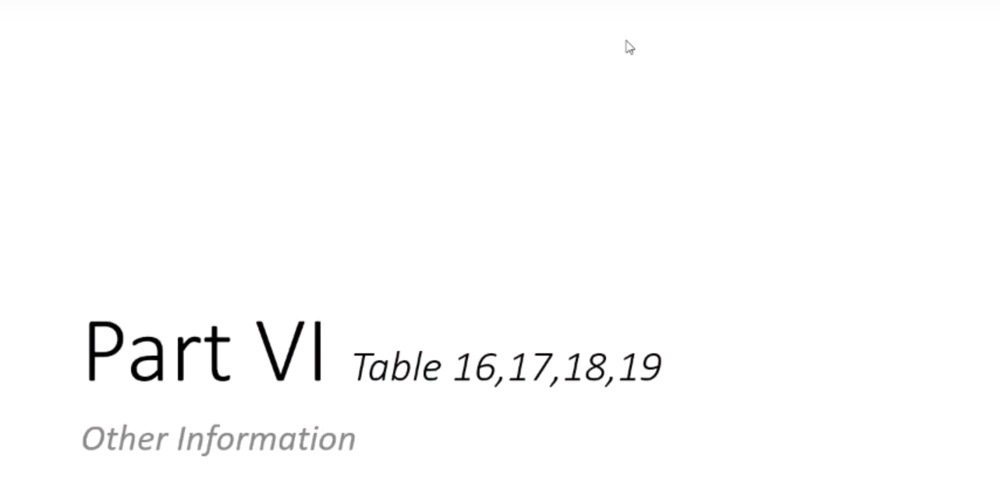 Part VI Table 16,17,18,19
Other Information